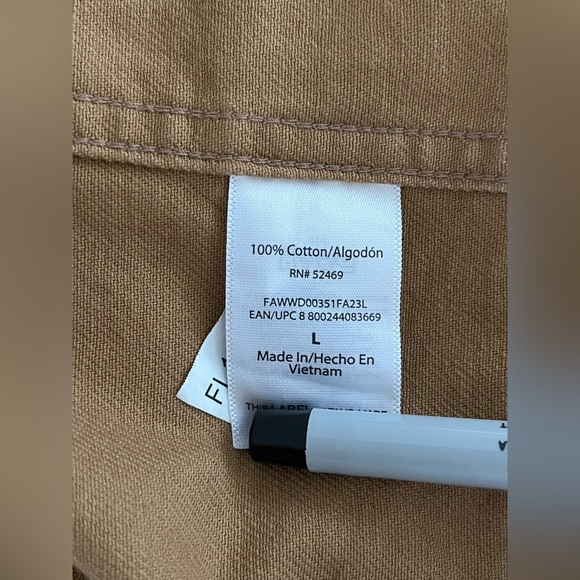 100% Cotton/Algodón
RN# 52469
FAWWD00351FA23L
EAN/UPC 8 800244083669
L
Made In/Hecho En
Vietnam